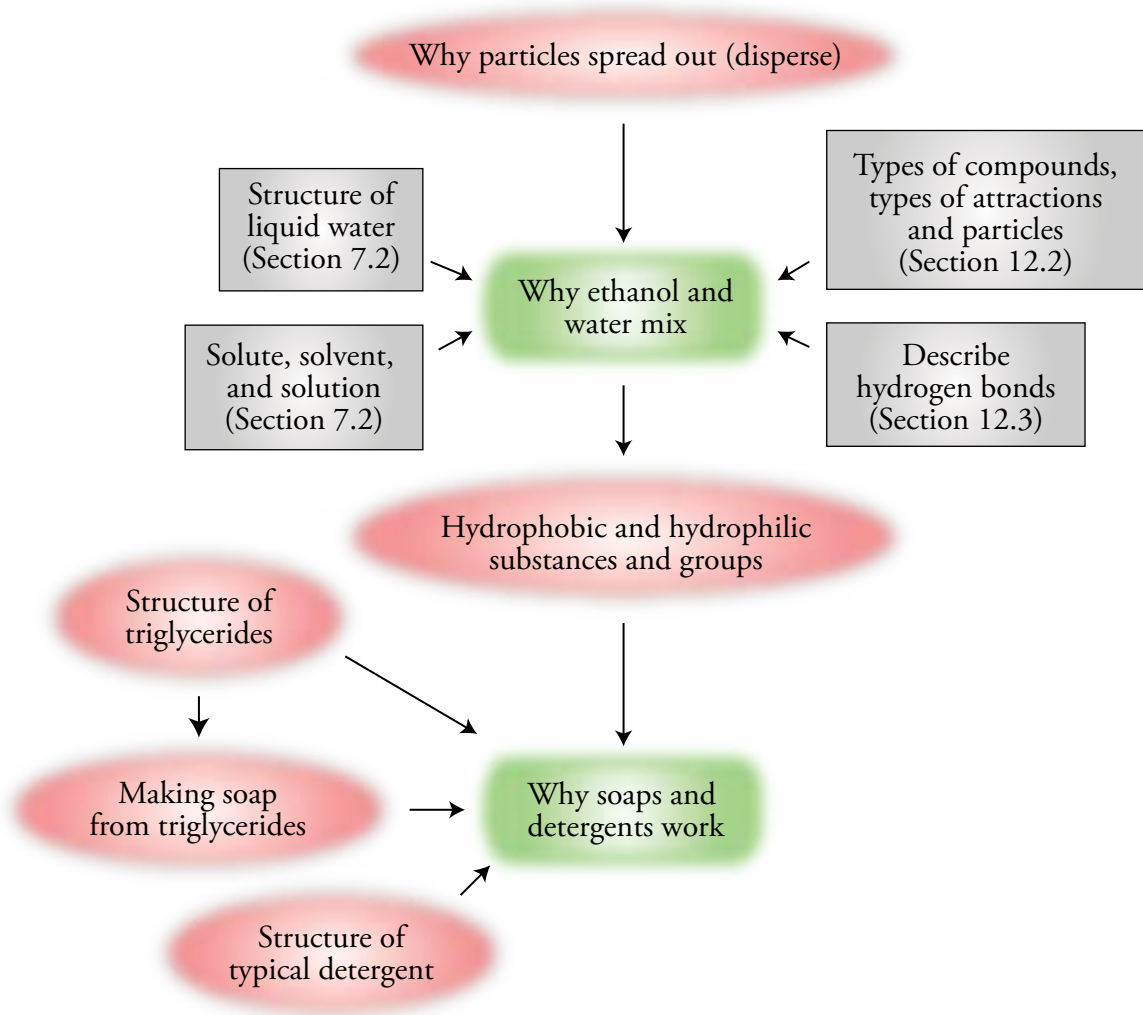 Why particles spread out (disperse)
Structure of
liquid water
(Section 7.2)
Types of compounds,
types of attractions
and particles
(Section 12.2)
Why ethanol and
water mix
Solute, solvent,
and solution
(Section 7.2)
Describe
hydrogen bonds
(Section 12.3)
Hydrophobic and hydrophilic
substances and groups
Structure of
triglycerides
Making soap
from triglycerides
Why soaps and
detergents work
Structure of
typical detergent